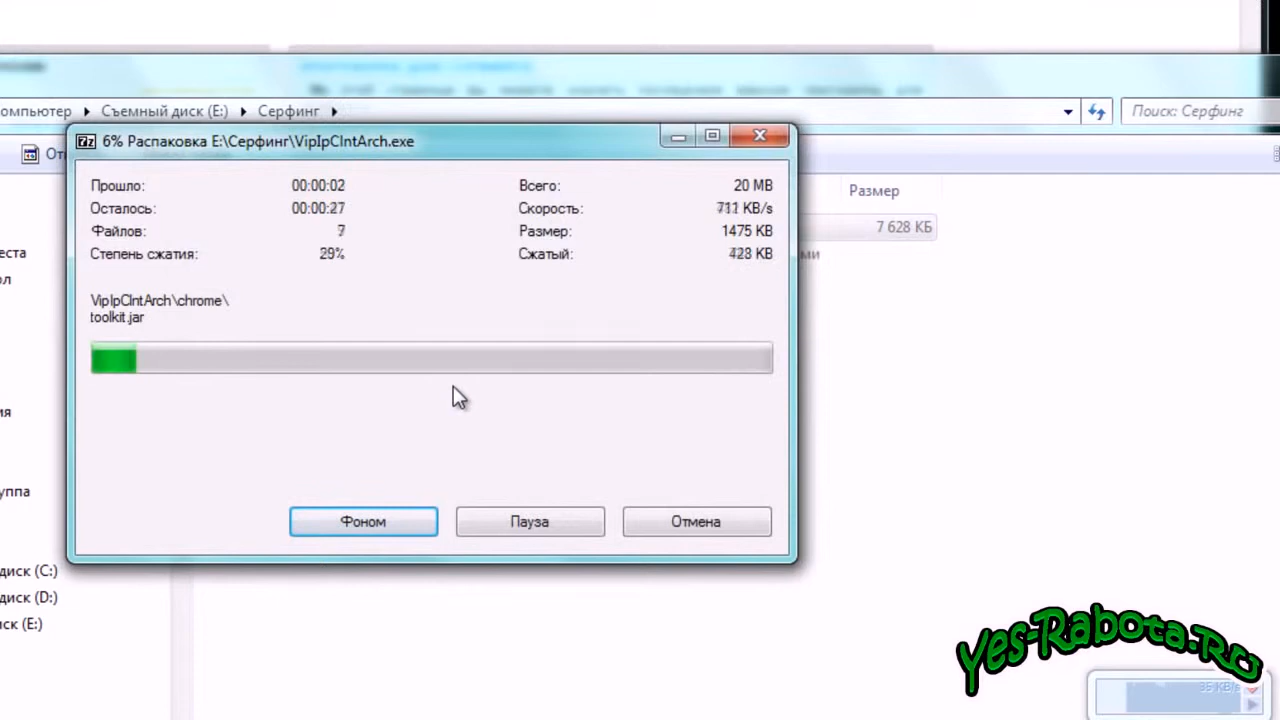 омпьютер ▸ Съемный диск (E:) ▸ Серфинг ▸
Поиск: Серфинг
6% Распаковка E:\Серфинг\VipIpClntArch.exe
Размер
Прошло: 00:00:02 Всего: 20 MB
Осталось: 00:00:27 Скорость: 711 KB/s
Файлов: 7 Размер: 1475 KB
Степень сжатия: 29% Сжатый: 428 KB
7 628 КБ
еста
ол
ми
VipIpClntArch\chrome\
toolkit.jar
ия
уппа
Фоном Пауза Отмена
диск (C:)
диск (D:)
ск (E:)
Yes-Rabota.Ru
35 KB/s